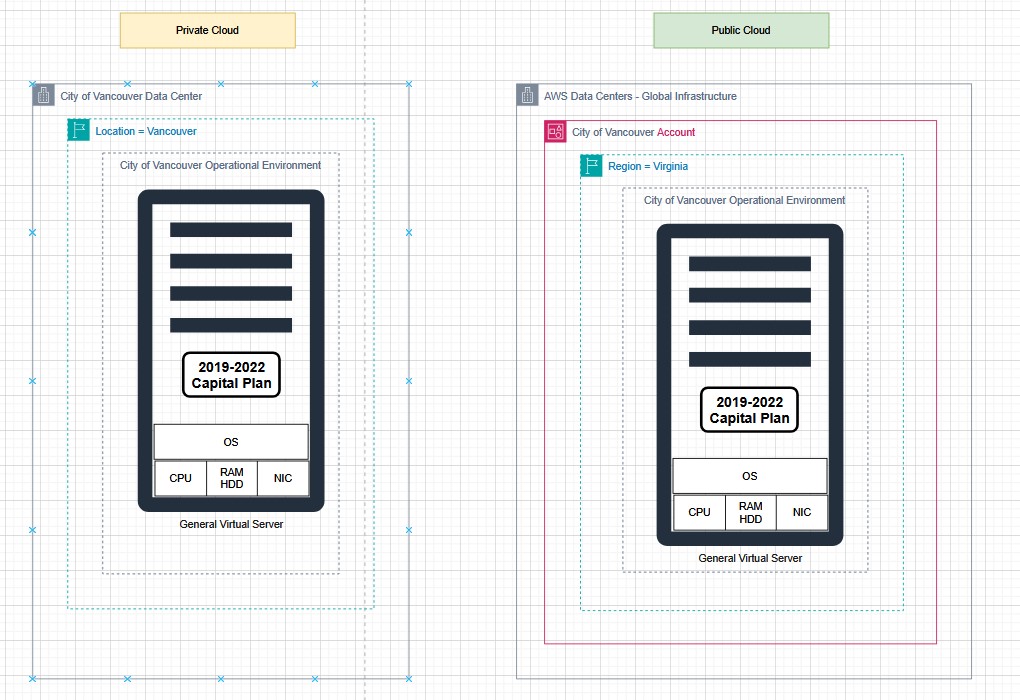 Private Cloud
City of Vancouver Data Center
Location = Vancouver
City of Vancouver Operational Environment
2019-2022
Capital Plan
OS
CPU
RAM
HDD
NIC
General Virtual Server
Public Cloud
AWS Data Centers - Global Infrastructure
City of Vancouver Account
Region = Virginia
City of Vancouver Operational Environment
2019-2022
Capital Plan
OS
CPU
RAM
HDD
NIC
General Virtual Server